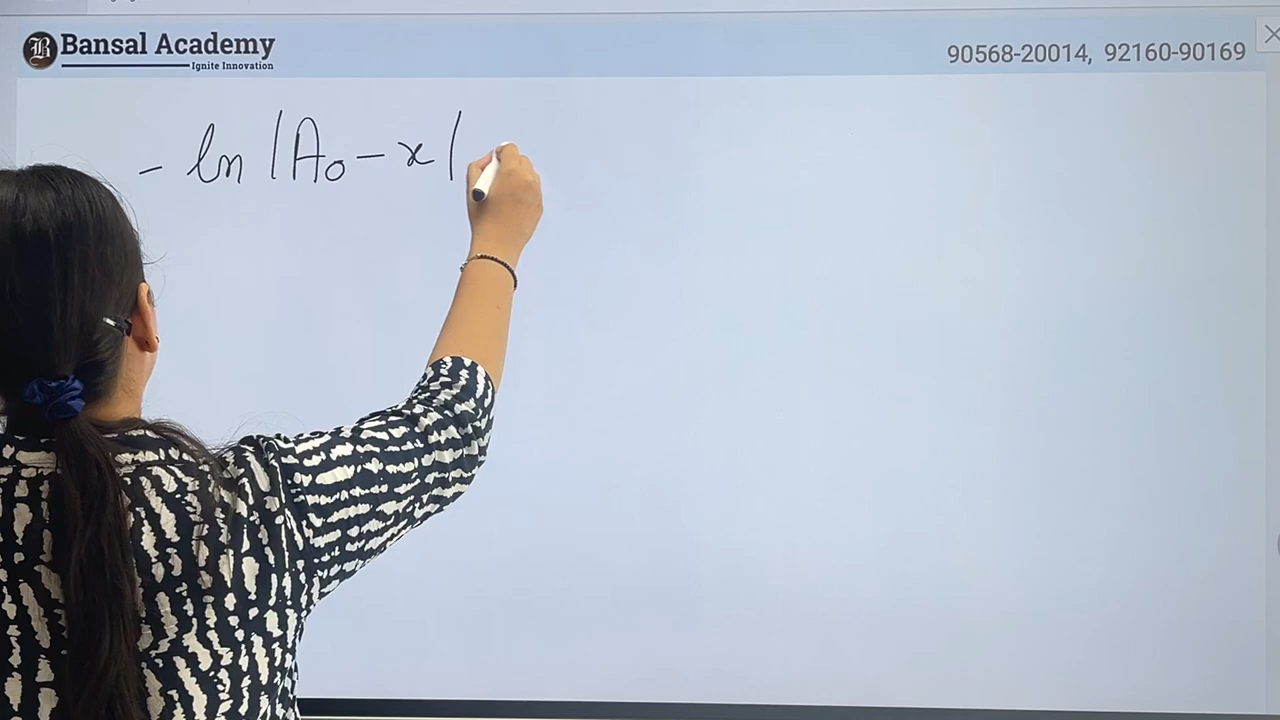 Bansal Academy
Ignite Innovation
90568-20014, 92160-90169
- ln |A₀ - x|